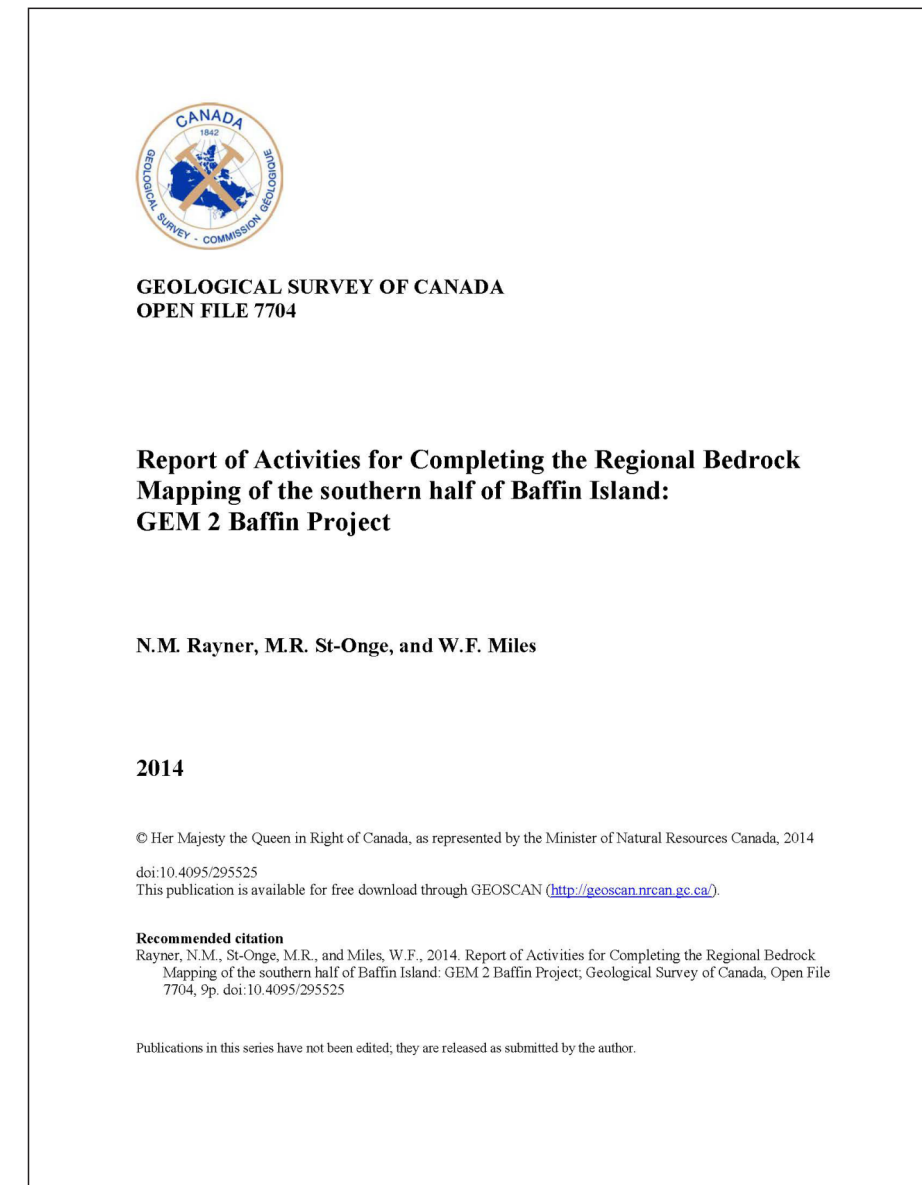 CANADA
1842
GEOLOGICAL SURVEY - COMMISSION GÉOLOGIQUE
GEOLOGICAL SURVEY OF CANADA
OPEN FILE 7704
Report of Activities for Completing the Regional Bedrock
Mapping of the southern half of Baffin Island:
GEM 2 Baffin Project
N.M. Rayner, M.R. St-Onge, and W.F. Miles
2014
© Her Majesty the Queen in Right of Canada, as represented by the Minister of Natural Resources Canada, 2014
doi:10.4095/295525
This publication is available for free download through GEOSCAN (http://geoscan.nrcan.gc.ca/).
Recommended citation
Rayner, N.M., St-Onge, M.R., and Miles, W.F., 2014. Report of Activities for Completing the Regional Bedrock
Mapping of the southern half of Baffin Island: GEM 2 Baffin Project; Geological Survey of Canada, Open File
7704, 9p. doi:10.4095/295525
Publications in this series have not been edited; they are released as submitted by the author.